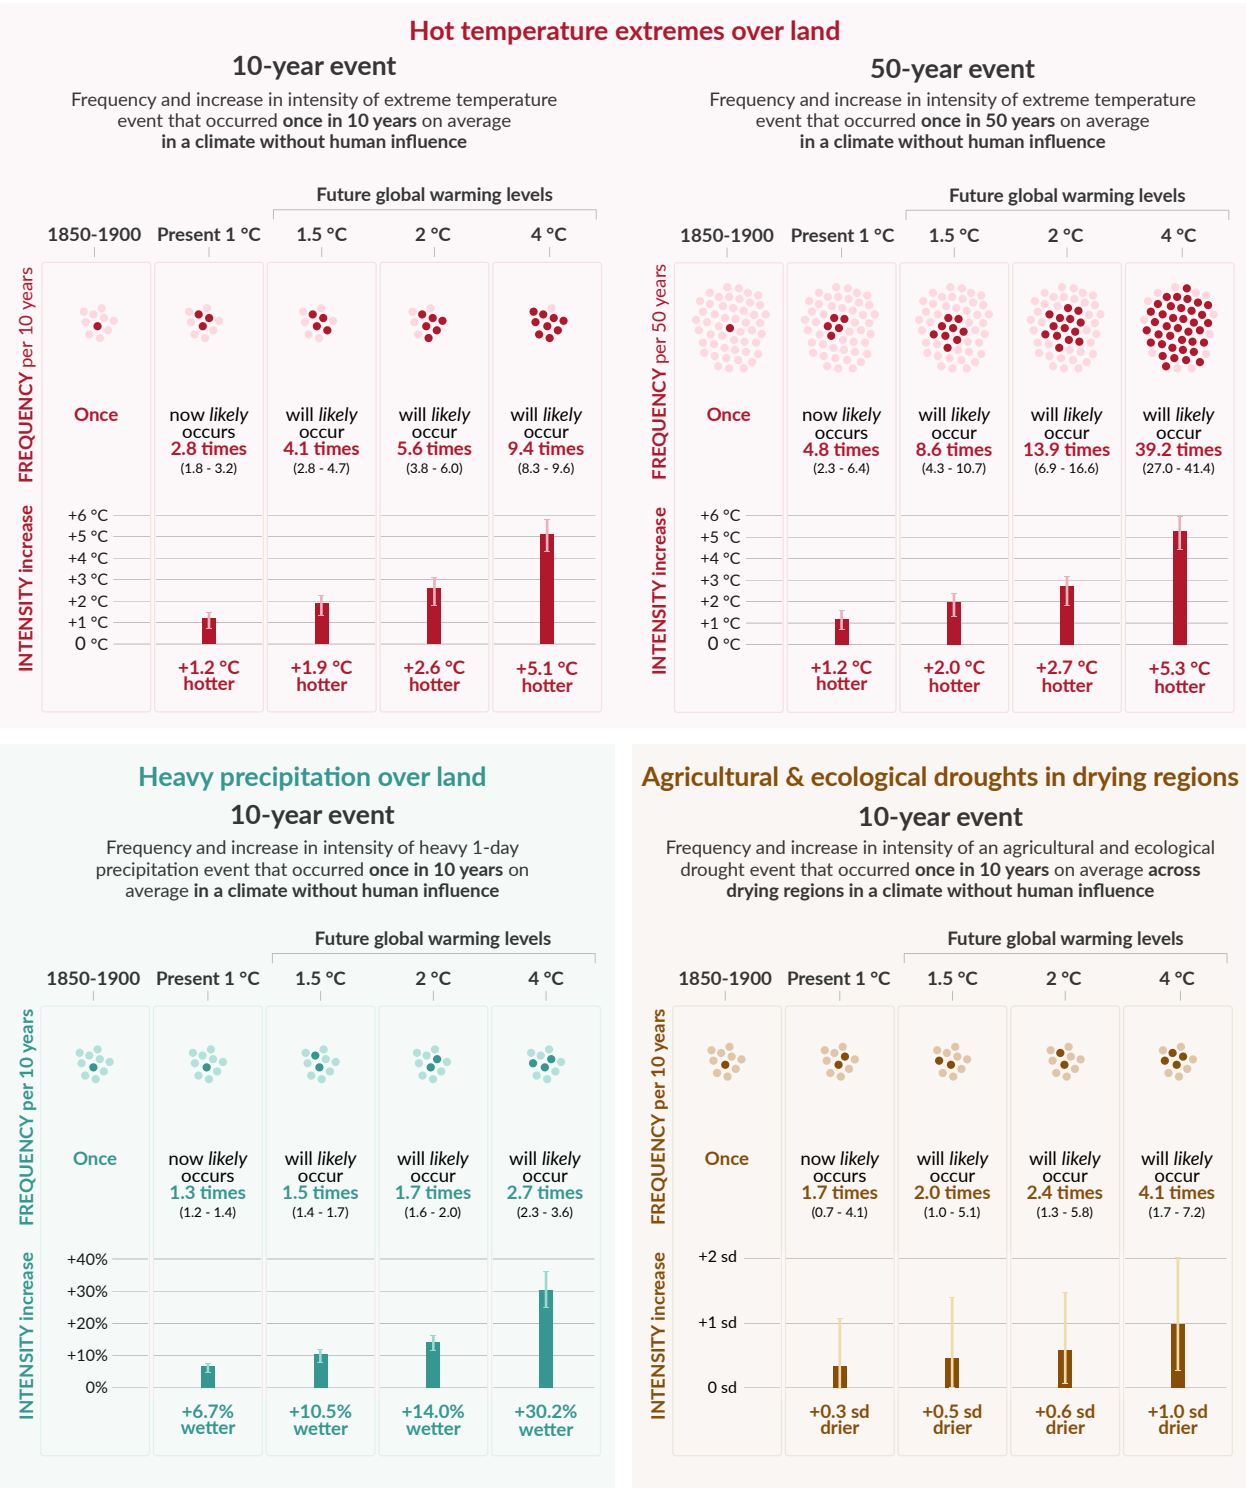 Hot temperature extremes over land
10-year event
Frequency and increase in intensity of extreme temperature
event that occurred once in 10 years on average
in a climate without human influence
Future global warming levels
1850-1900 Present 1 °C 1.5 °C 2 °C 4 °C
FREQUENCY per 10 years
Once
now likely
occurs
2.8 times
(1.8 - 3.2)
will likely
occur
4.1 times
(2.8 - 4.7)
will likely
occur
5.6 times
(3.8 - 6.0)
will likely
occur
9.4 times
(8.3 - 9.6)
INTENSITY increase
+6 °C
+5 °C
+4 °C
+3 °C
+2 °C
+1 °C
0 °C
+1.2 °C
hotter
+1.9 °C
hotter
+2.6 °C
hotter
+5.1 °C
hotter
50-year event
Frequency and increase in intensity of extreme temperature
event that occurred once in 50 years on average
in a climate without human influence
Future global warming levels
1850-1900 Present 1 °C 1.5 °C 2 °C 4 °C
FREQUENCY per 50 years
Once
now likely
occurs
4.8 times
(2.3 - 6.4)
will likely
occur
8.6 times
(4.3 - 10.7)
will likely
occur
13.9 times
(6.9 - 16.6)
will likely
occur
39.2 times
(27.0 - 41.4)
INTENSITY increase
+6 °C
+5 °C
+4 °C
+3 °C
+2 °C
+1 °C
0 °C
+1.2 °C
hotter
+2.0 °C
hotter
+2.7 °C
hotter
+5.3 °C
hotter
Heavy precipitation over land
10-year event
Frequency and increase in intensity of heavy 1-day
precipitation event that occurred once in 10 years on
average in a climate without human influence
Future global warming levels
1850-1900 Present 1 °C 1.5 °C 2 °C 4 °C
FREQUENCY per 10 years
Once
now likely
occurs
1.3 times
(1.2 - 1.4)
will likely
occur
1.5 times
(1.4 - 1.7)
will likely
occur
1.7 times
(1.6 - 2.0)
will likely
occur
2.7 times
(2.3 - 3.6)
INTENSITY increase
+40%
+30%
+20%
+10%
0%
+6.7%
wetter
+10.5%
wetter
+14.0%
wetter
+30.2%
wetter
Agricultural & ecological droughts in drying regions
10-year event
Frequency and increase in intensity of an agricultural and ecological
drought event that occurred once in 10 years on average across
drying regions in a climate without human influence
Future global warming levels
1850-1900 Present 1 °C 1.5 °C 2 °C 4 °C
FREQUENCY per 10 years
Once
now likely
occurs
1.7 times
(0.7 - 4.1)
will likely
occur
2.0 times
(1.0 - 5.1)
will likely
occur
2.4 times
(1.3 - 5.8)
will likely
occur
4.1 times
(1.7 - 7.2)
INTENSITY increase
+2 sd
+1 sd
0 sd
+0.3 sd
drier
+0.5 sd
drier
+0.6 sd
drier
+1.0 sd
drier